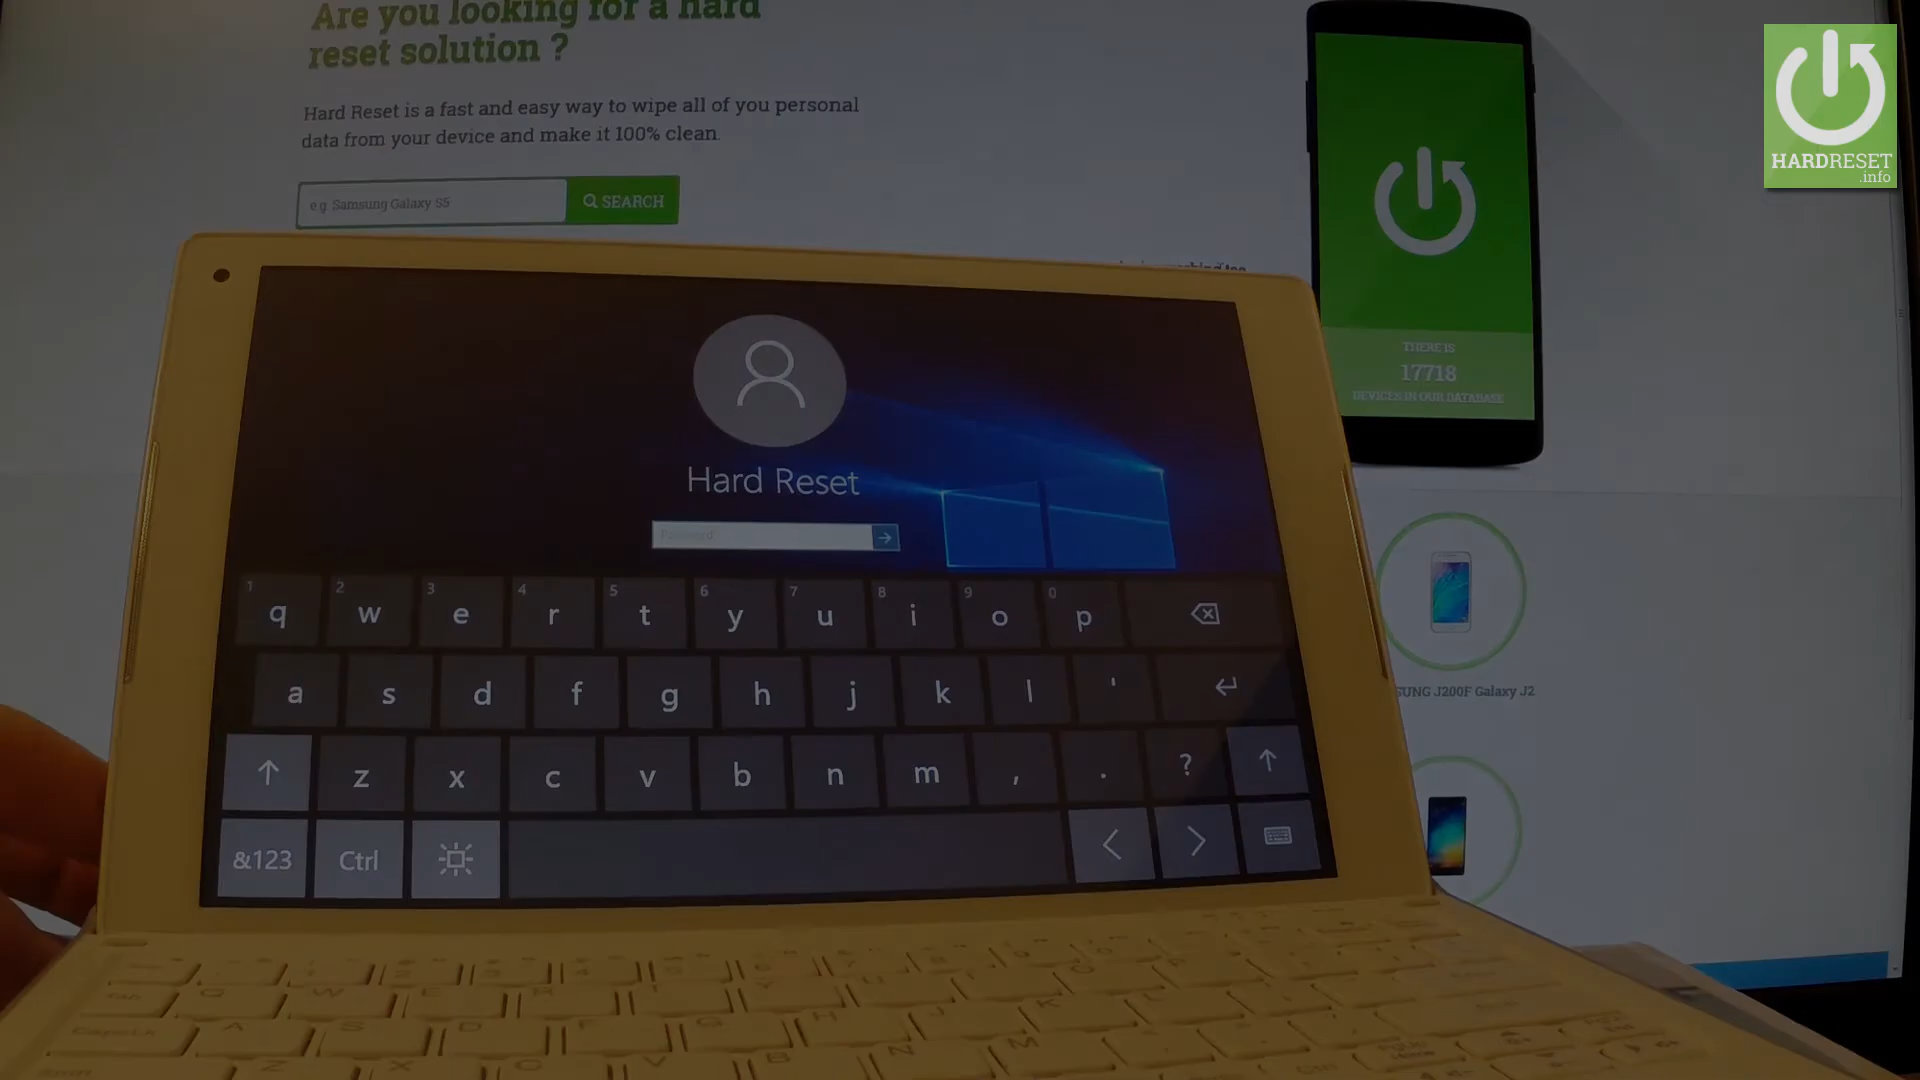 Are you looking for a hard
reset solution ?
Hard Reset is a fast and easy way to wipe all of you personal
data from your device and make it 100% clean.
e.g. Samsung Galaxy S5
SEARCH
HARDRESET
.info
THERE IS
17718
DEVICES IN OUR DATABASE
Hard Reset
Password
1 2 3 4 5 6 7 8 9 0
q w e r t y u i o p
a s d f g h j k l '
z x c v b n m , . ?
&123 Ctrl
SUNG J200F Galaxy J2
Tab Q W E R T Y U I O P
A S D F G H J K L
Z X C V B N M